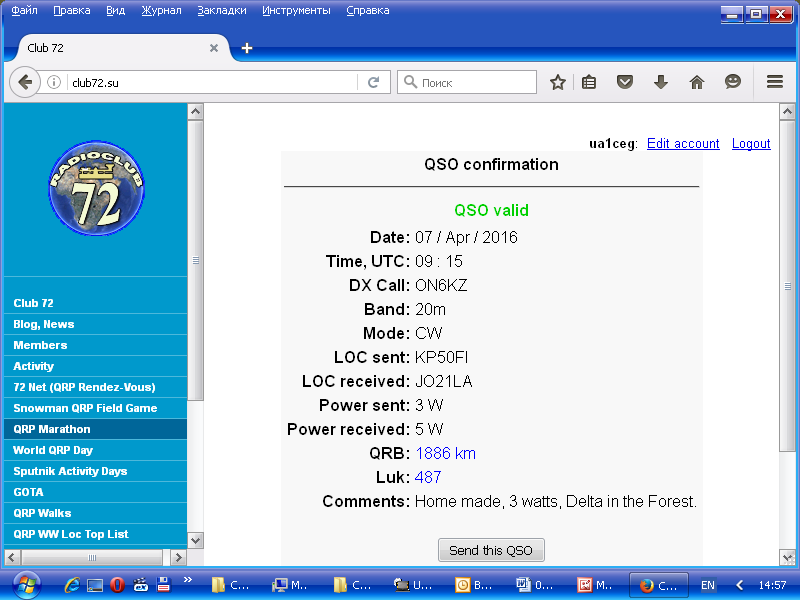 Файл Правка Вид Журнал Закладки Инструменты Справка
Club 72
club72.su
Поиск
RADIOCLUB
72
Club 72
Blog, News
Members
Activity
72 Net (QRP Rendez-Vous)
Snowman QRP Field Game
QRP Marathon
World QRP Day
Sputnik Activity Days
GOTA
QRP Walks
QRP WW Loc Top List
ua1ceg: Edit account Logout
QSO confirmation
QSO valid
Date: 07 / Apr / 2016
Time, UTC: 09 : 15
DX Call: ON6KZ
Band: 20m
Mode: CW
LOC sent: KP50FI
LOC received: JO21LA
Power sent: 3 W
Power received: 5 W
QRB: 1886 km
Luk: 487
Comments: Home made, 3 watts, Delta in the Forest.
Send this QSO
C... M... C... U... B... 0... M... C... EN 14:57